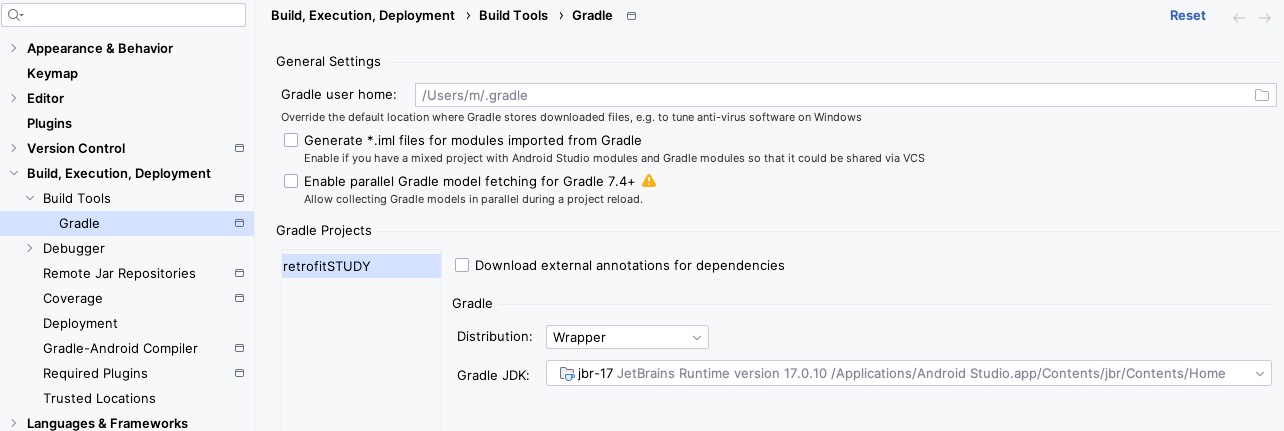 Build, Execution, Deployment › Build Tools › Gradle
Reset
Appearance & Behavior
Keymap
Editor
Plugins
Version Control
Build, Execution, Deployment
Build Tools
Gradle
Debugger
Remote Jar Repositories
Coverage
Deployment
Gradle-Android Compiler
Required Plugins
Trusted Locations
Languages & Frameworks
General Settings
Gradle user home: /Users/m/.gradle
Override the default location where Gradle stores downloaded files, e.g. to tune anti-virus software on Windows
Generate *.iml files for modules imported from Gradle
Enable if you have a mixed project with Android Studio modules and Gradle modules so that it could be shared via VCS
Enable parallel Gradle model fetching for Gradle 7.4+
Allow collecting Gradle models in parallel during a project reload.
Gradle Projects
retrofitSTUDY
Download external annotations for dependencies
Gradle
Distribution: Wrapper
Gradle JDK: jbr-17 JetBrains Runtime version 17.0.10 /Applications/Android Studio.app/Contents/jbr/Contents/Home